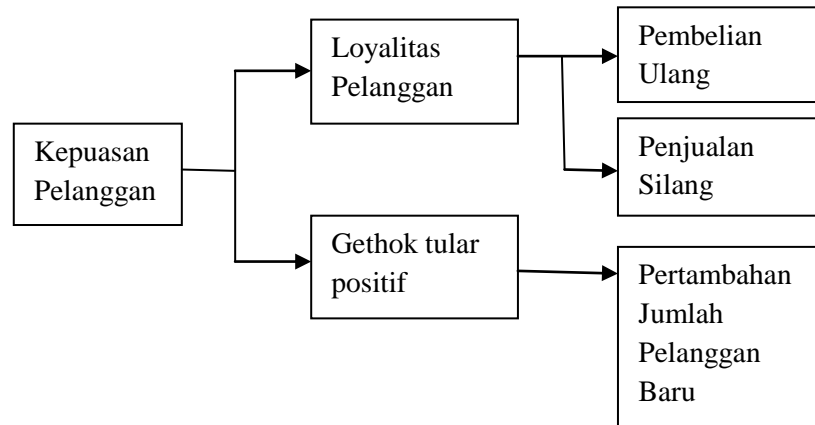 Kepuasan
Pelanggan
Loyalitas
Pelanggan
Gethok tular
positif
Pembelian
Ulang
Penjualan
Silang
Pertambahan
Jumlah
Pelanggan
Baru